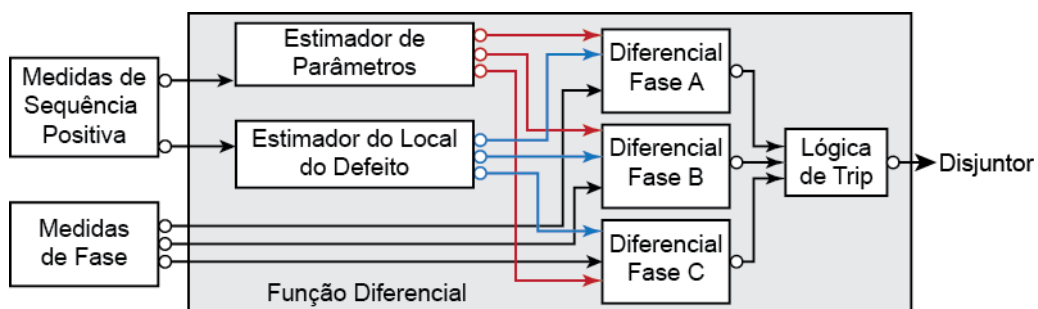 Medidas de
Sequência
Positiva
Medidas
de Fase
Estimador de
Parâmetros
Estimador do Local
do Defeito
Função Diferencial
Diferencial
Fase A
Diferencial
Fase B
Diferencial
Fase C
Lógica
de Trip
Disjuntor